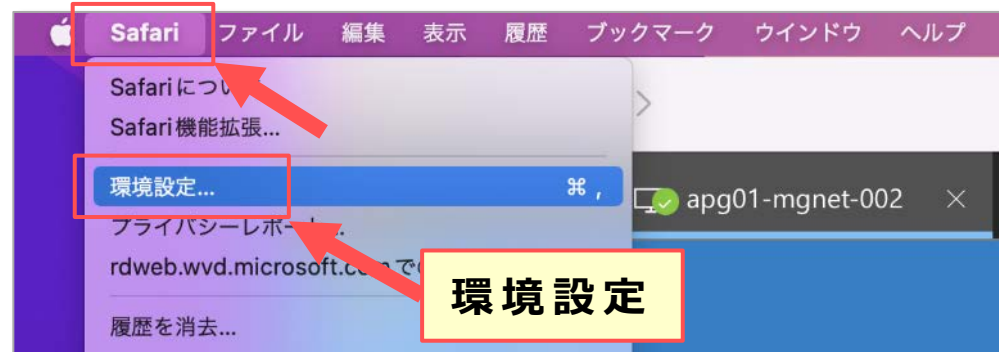 Safari ファイル 編集 表示 履歴 ブックマーク ウインドウ ヘルプ
Safariにつ
Safari機能拡張...
環境設定... ⌘ ,
apg01-mgnet-002
プライバシーレポート
rdweb.wvd.microsoft.comでの
環境設定
履歴を消去...